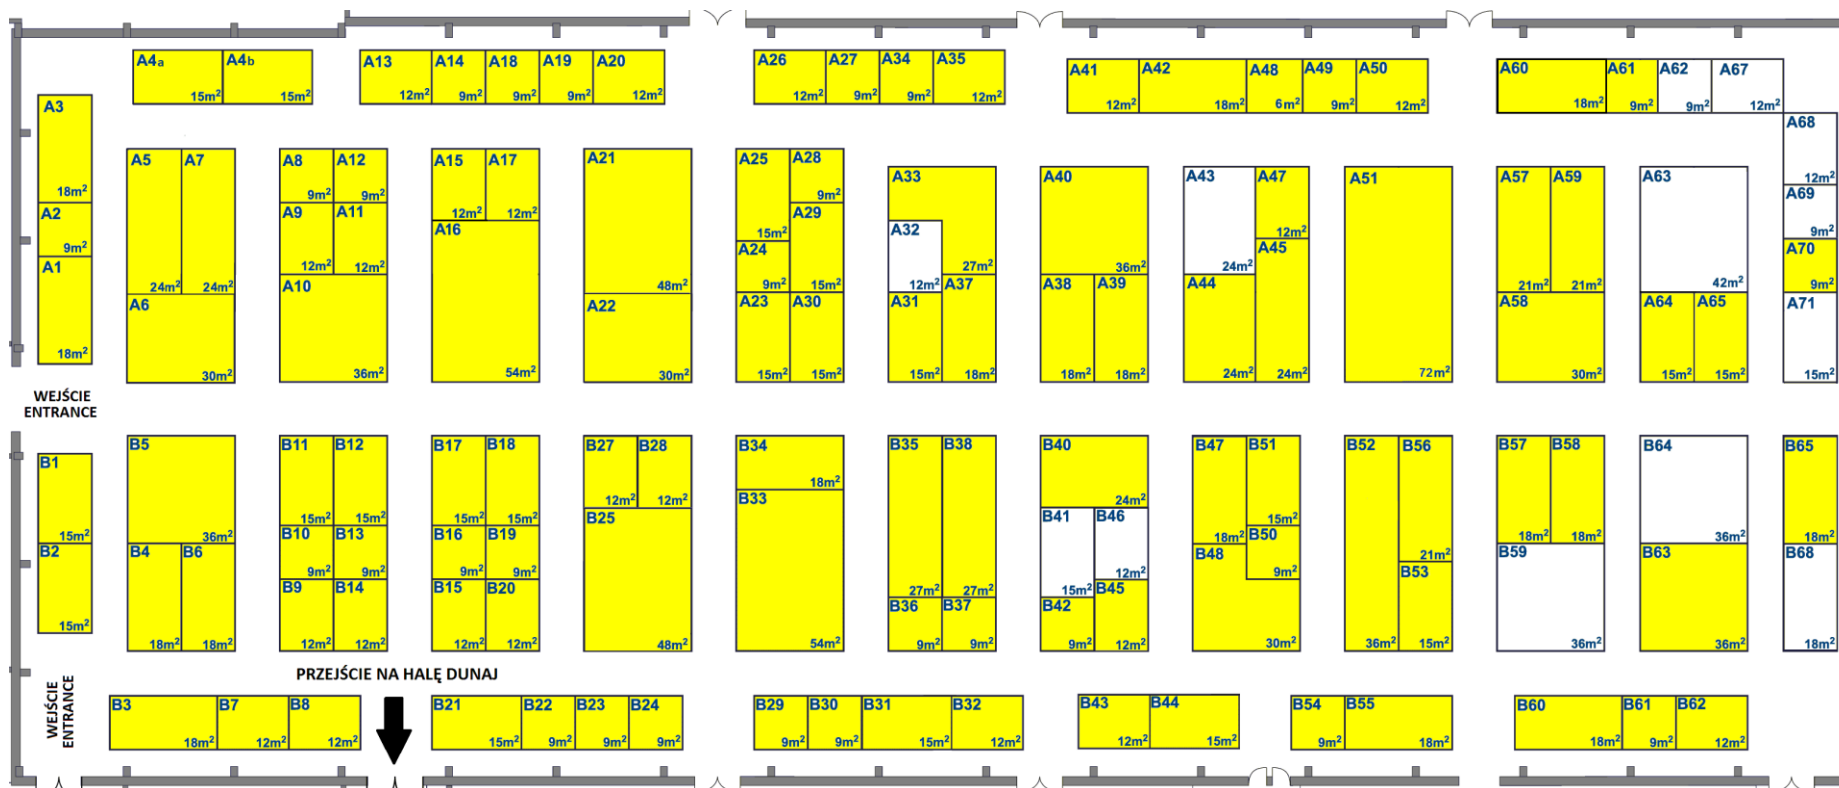 A4a 15m²
A4b 15m²
A13 12m²
A14 9m²
A18 9m²
A19 9m²
A20 12m²
A26 12m²
A27 9m²
A34 9m²
A35 12m²
A41 12m²
A42 18m²
A48 6m²
A49 9m²
A50 12m²
A60 18m²
A61 9m²
A62 9m²
A67 12m²
A68 12m²
A69 9m²
A70 9m²
A71 15m²
A3 18m²
A2 9m²
A1 18m²
A5 24m²
A7 24m²
A6 30m²
A8 9m²
A12 9m²
A9 12m²
A11 12m²
A10 36m²
A15 12m²
A17 12m²
A16 54m²
A21 48m²
A22 30m²
A25 15m²
A28 9m²
A24 9m²
A29 15m²
A23 15m²
A30 15m²
A33 27m²
A32 12m²
A31 15m²
A37 18m²
A40 36m²
A38 18m²
A39 18m²
A43 24m²
A47 12m²
A44 24m²
A45 24m²
A51 72m²
A57 21m²
A59 21m²
A58 30m²
A63 42m²
A64 15m²
A65 15m²
WEJŚCIE
ENTRANCE
B1 15m²
B2 15m²
B5 36m²
B4 18m²
B6 18m²
B11 15m²
B12 15m²
B10 9m²
B13 9m²
B9 12m²
B14 12m²
B17 15m²
B18 15m²
B16 9m²
B19 9m²
B15 12m²
B20 12m²
B27 12m²
B28 12m²
B25 48m²
B34 18m²
B33 54m²
B35 27m²
B38 27m²
B36 9m²
B37 9m²
B40 24m²
B41 15m²
B46 12m²
B42 9m²
B45 12m²
B47 18m²
B51 15m²
B50 9m²
B48 30m²
B52 36m²
B56 21m²
B53 15m²
B57 18m²
B58 18m²
B59 36m²
B64 36m²
B63 36m²
B65 18m²
B68 18m²
PRZEJŚCIE NA HALĘ DUNAJ
WEJŚCIE
ENTRANCE
B3 18m²
B7 12m²
B8 12m²
B21 15m²
B22 9m²
B23 9m²
B24 9m²
B29 9m²
B30 9m²
B31 15m²
B32 12m²
B43 12m²
B44 15m²
B54 9m²
B55 18m²
B60 18m²
B61 9m²
B62 12m²